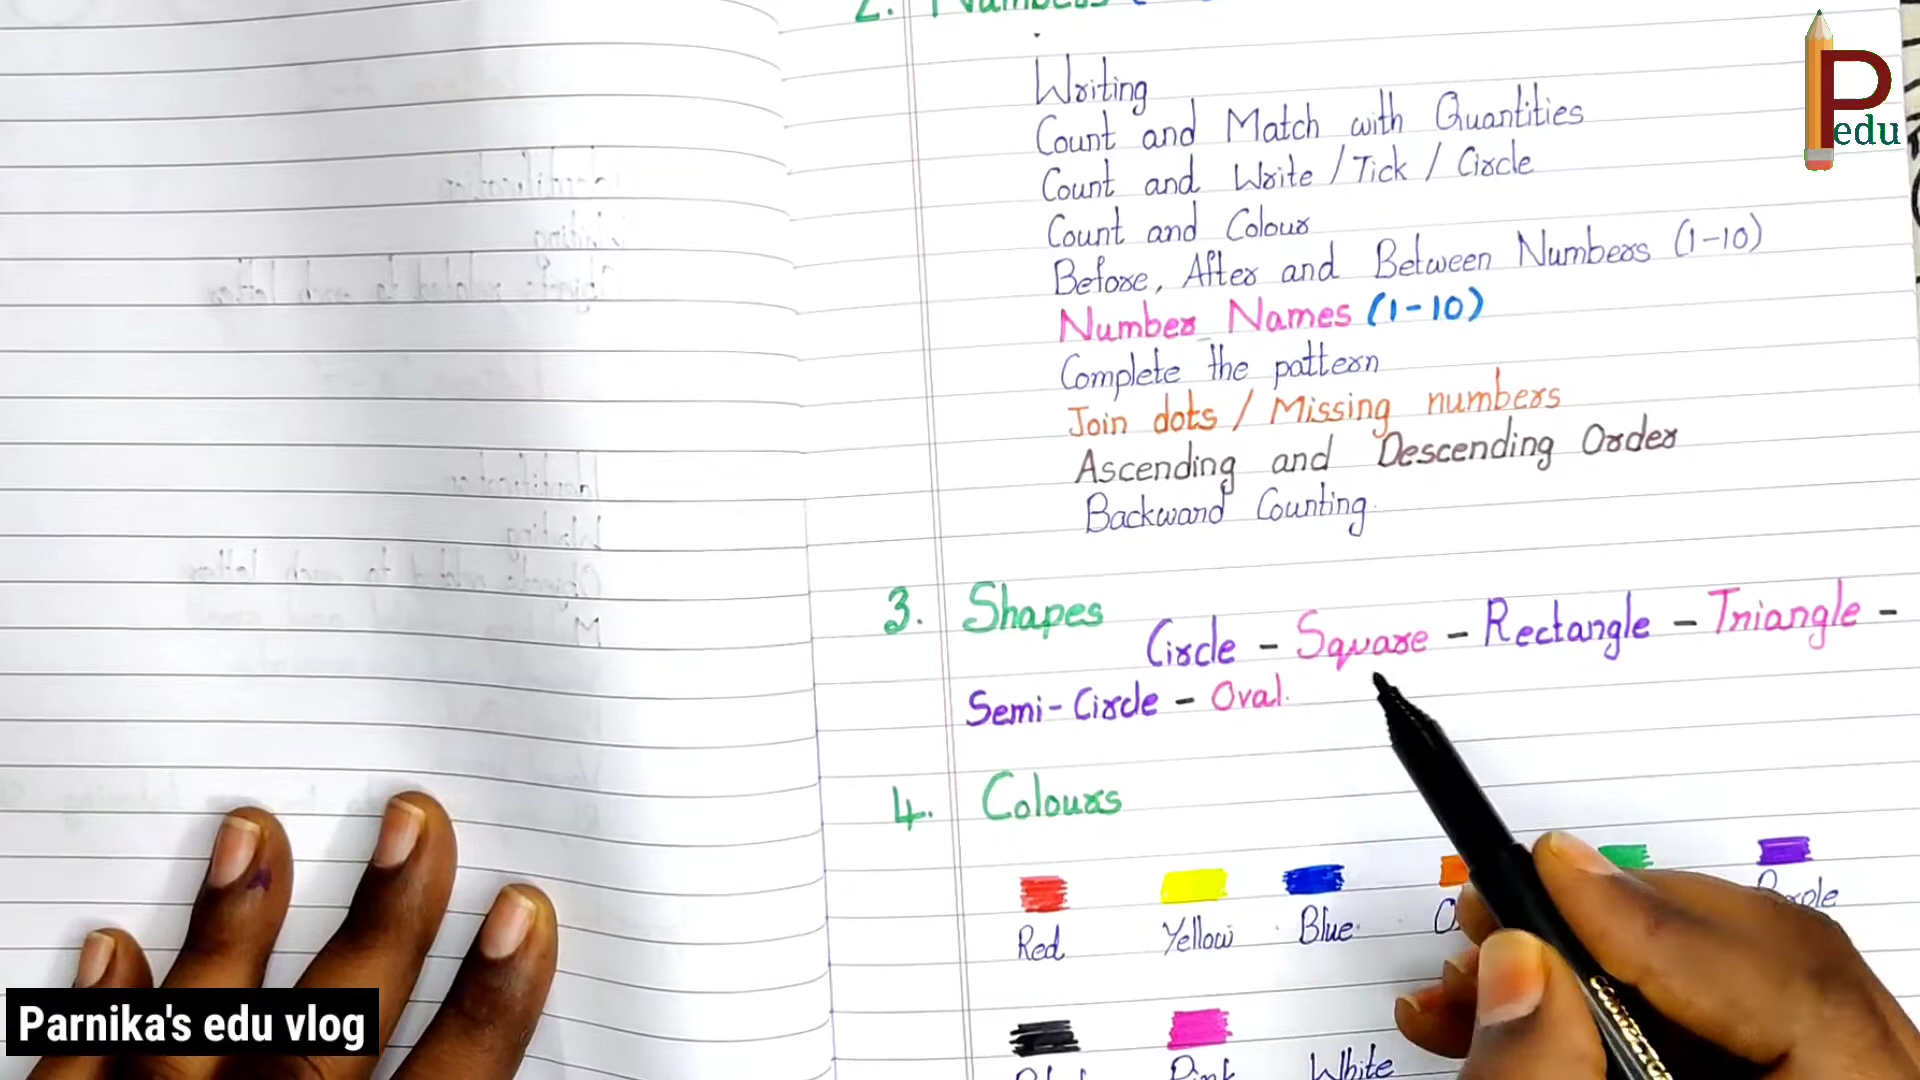 2. Numbers
Writing
Count and Match with Quantities
Count and Write / Tick / Circle
Count and Colour
Before, After and Between Numbers (1-10)
Number Names (1-10)
Complete the pattern
Join dots / Missing numbers
Ascending and Descending Order
Backward Counting.
3. Shapes
Circle - Square - Rectangle - Triangle -
Semi-Circle - Oval.
4. Colours
Red Yellow Blue
Pink White
P
edu
Parnika's edu vlog